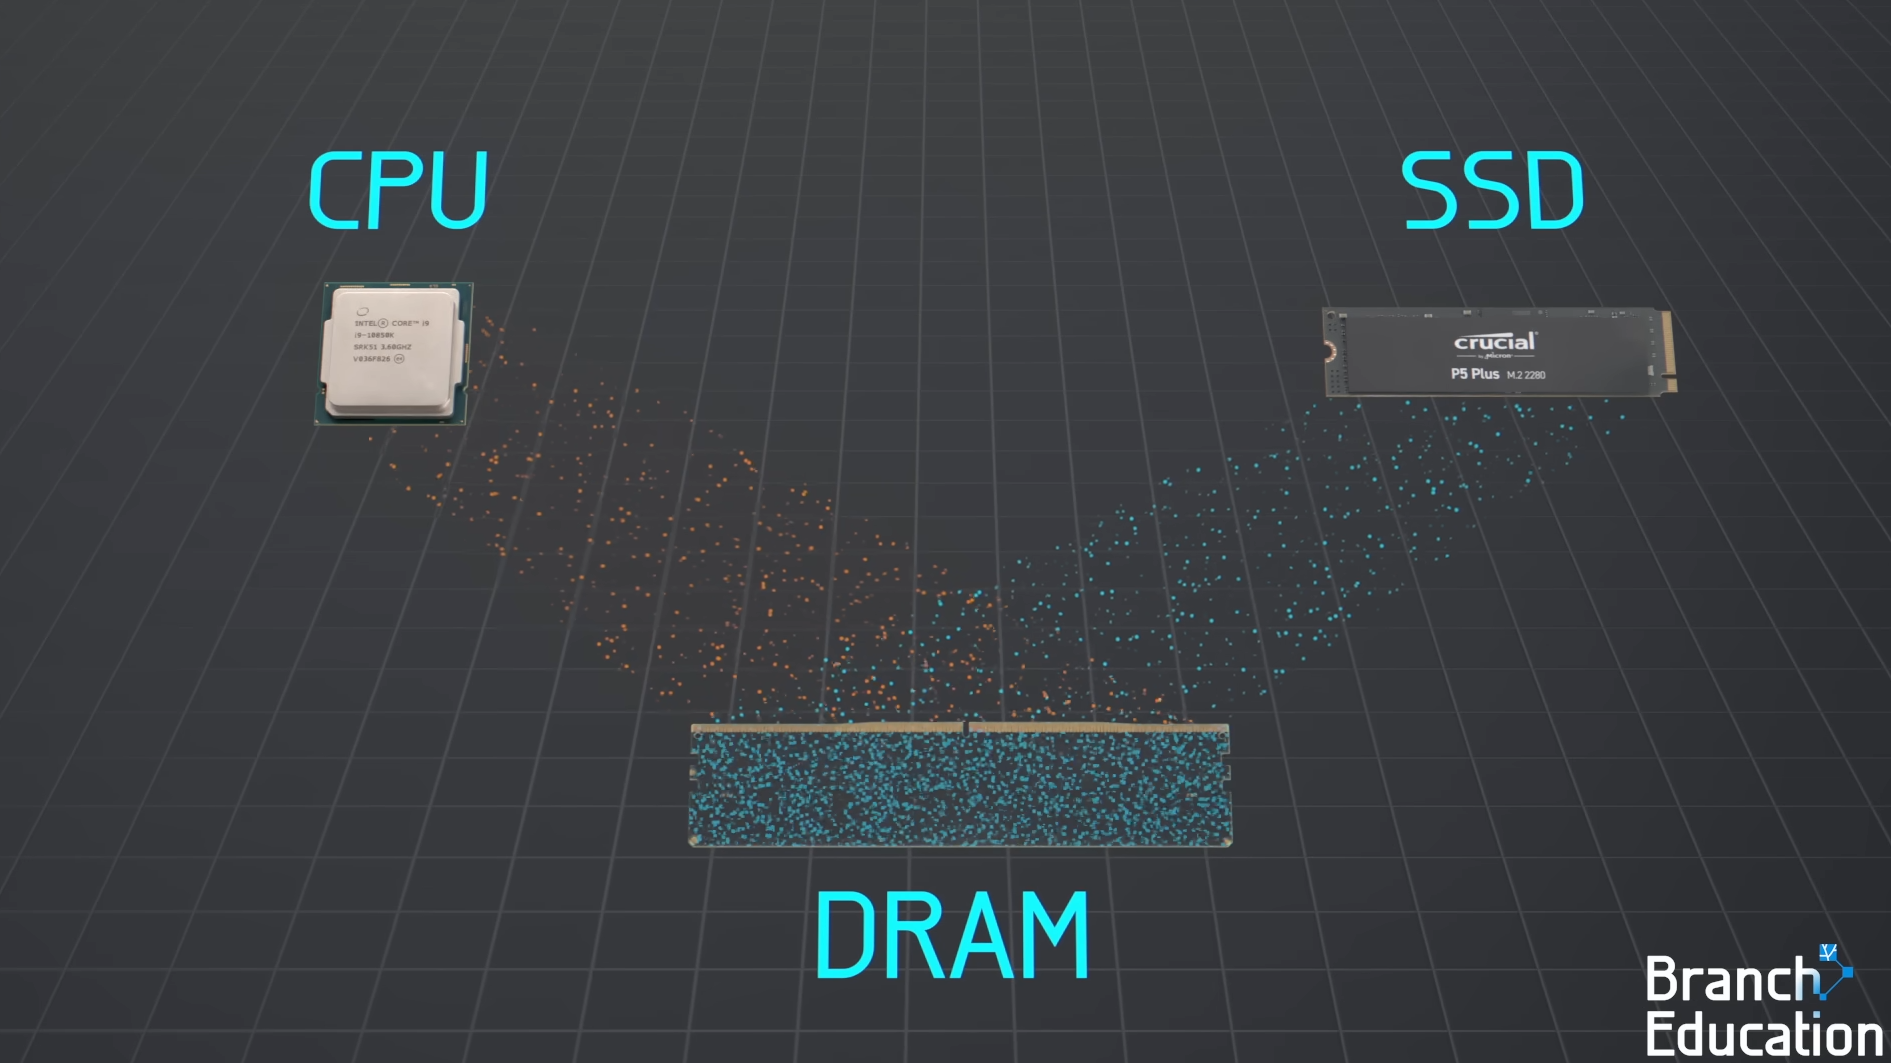 CPU
SSD
INTEL® CORE™ i9
i9-10850K
SRK51 3.60GHZ
V036F826
crucial®
by Micron
P5 Plus M.2 2280
DRAM
Branch
Education